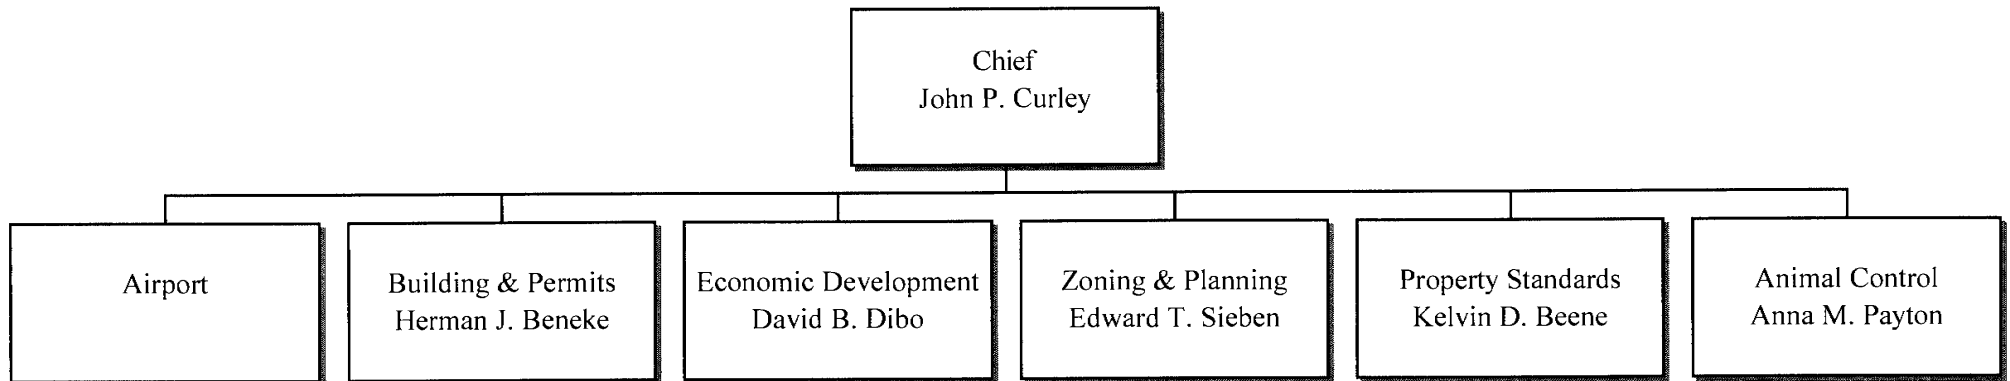 Chief
John P. Curley
Airport
Building & Permits
Herman J. Beneke
Economic Development
David B. Dibo
Zoning & Planning
Edward T. Sieben
Property Standards
Kelvin D. Beene
Animal Control
Anna M. Payton